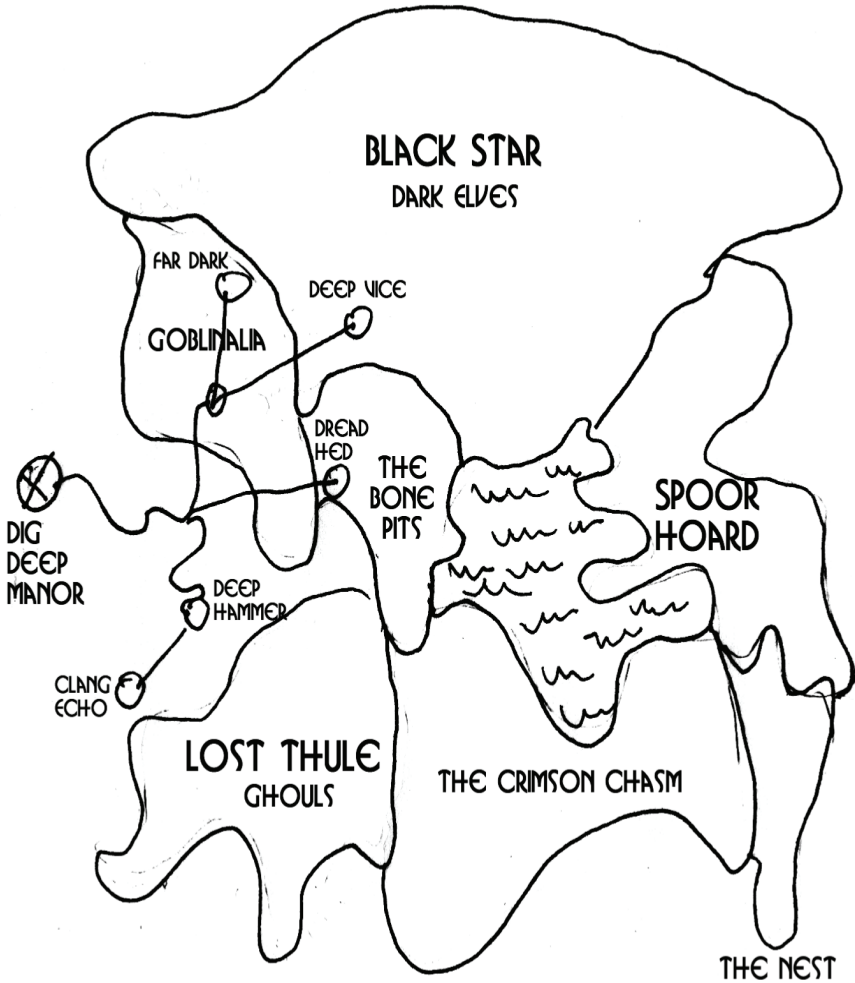 BLACK STAR
DARK ELVES
FAR DARK
DEEP VICE
GOBLINALIA
DREAD
HED
THE
BONE
PITS
SPOOR
HOARD
DIG
DEEP
MANOR
DEEP
HAMMER
CLANG
ECHO
LOST THULE
GHOULS
THE CRIMSON CHASM
THE NEST